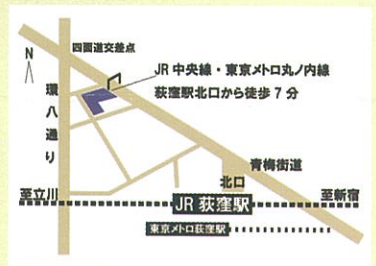 N
四面道交差点
JR 中央線・東京メトロ丸ノ内線
荻窪駅北口から徒歩 7 分
環八通り
青梅街道
北口
至立川
JR 荻窪駅
至新宿
東京メトロ荻窪駅